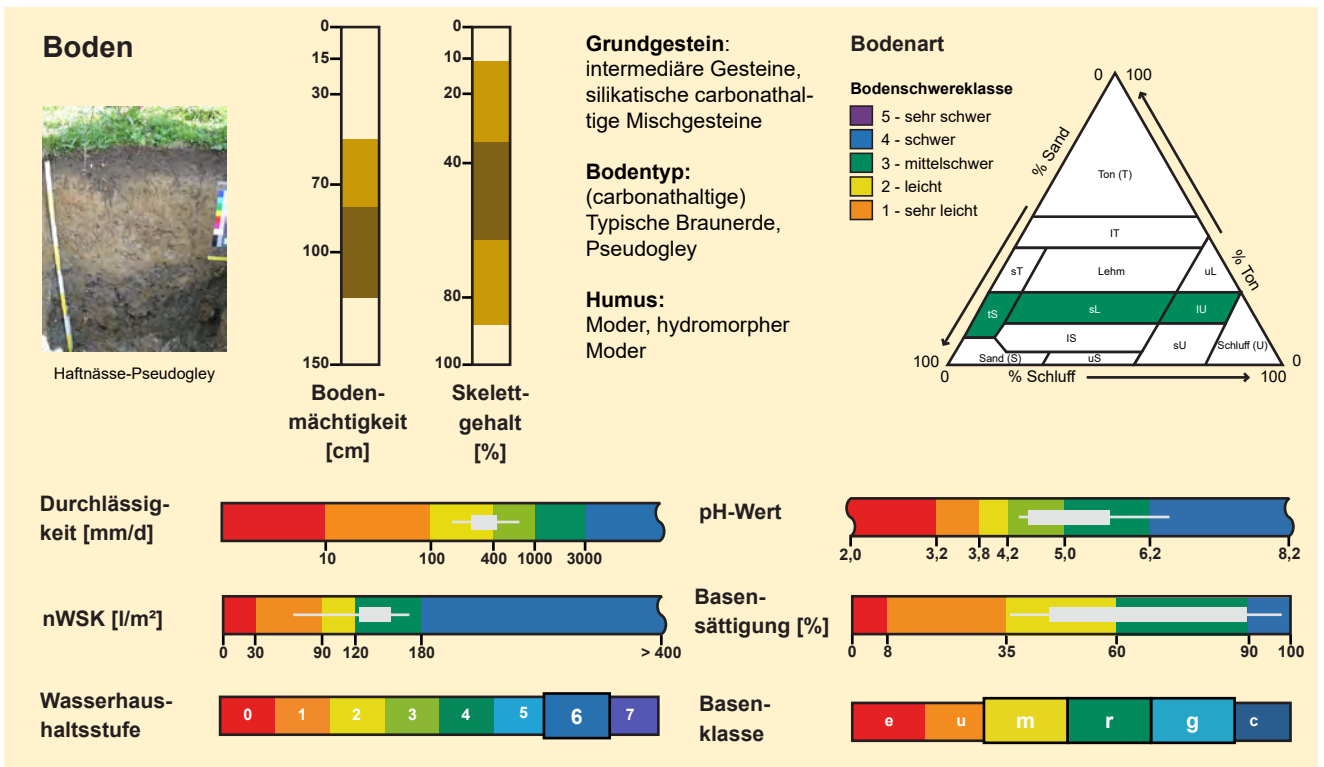 Boden
Haftnässe-Pseudogley
0
15
30
70
100
150
Boden-
mächtigkeit
[cm]
0
10
20
40
80
100
Skelett-
gehalt
[%]
Grundgestein:
intermediäre Gesteine,
silikatische carbonathal-
tige Mischgesteine
Bodentyp:
(carbonathaltige)
Typische Braunerde,
Pseudogley
Humus:
Moder, hydromorpher
Moder
Bodenart
Bodenschwereklasse
5 - sehr schwer
4 - schwer
3 - mittelschwer
2 - leicht
1 - sehr leicht
0 100
% Sand
% Ton
Ton (T)
lT
sT Lehm uL
tS sL lU
lS
sU Schluff (U)
Sand (S) uS
100 0
0 % Schluff 100
Durchlässig-
keit [mm/d]
10 100 400 1000 3000
nWSK [l/m²]
0 30 90 120 180 > 400
Wasserhaus-
haltsstufe
0 1 2 3 4 5 6 7
pH-Wert
2,0 3,2 3,8 4,2 5,0 6,2 8,2
Basen-
sättigung [%]
0 8 35 60 90 100
Basen-
klasse
e u m r g c